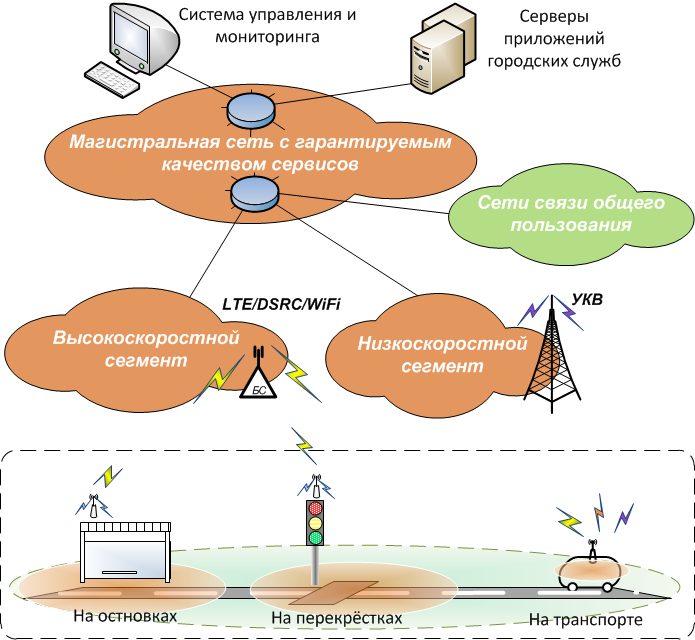 Система управления и
мониторинга
Серверы
приложений
городских служб
Магистральная сеть с гарантируемым
качеством сервисов
Сети связи общего
пользования
LTE/DSRC/WiFi
УКВ
Высокоскоростной
сегмент
БС
Низкоскоростной
сегмент
На остновках
На перекрёстках
На транспорте